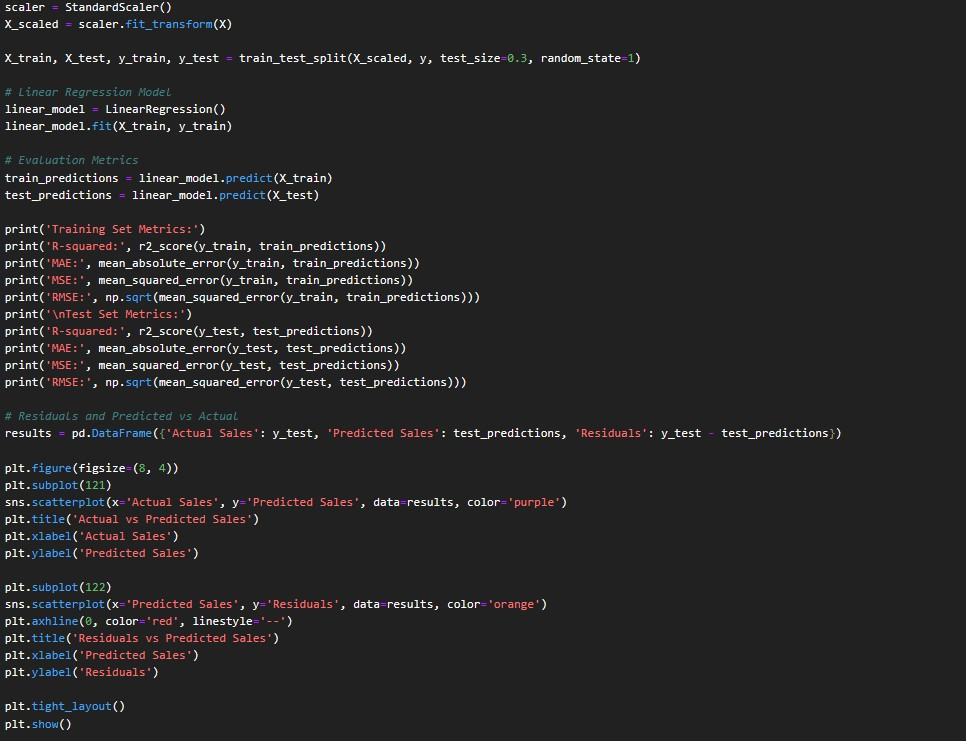 scaler = StandardScaler()
X_scaled = scaler.fit_transform(X)
X_train, X_test, y_train, y_test = train_test_split(X_scaled, y, test_size=0.3, random_state=1)
# Linear Regression Model
linear_model = LinearRegression()
linear_model.fit(X_train, y_train)
# Evaluation Metrics
train_predictions = linear_model.predict(X_train)
test_predictions = linear_model.predict(X_test)
print('Training Set Metrics:')
print('R-squared:', r2_score(y_train, train_predictions))
print('MAE:', mean_absolute_error(y_train, train_predictions))
print('MSE:', mean_squared_error(y_train, train_predictions))
print('RMSE:', np.sqrt(mean_squared_error(y_train, train_predictions)))
print('\nTest Set Metrics:')
print('R-squared:', r2_score(y_test, test_predictions))
print('MAE:', mean_absolute_error(y_test, test_predictions))
print('MSE:', mean_squared_error(y_test, test_predictions))
print('RMSE:', np.sqrt(mean_squared_error(y_test, test_predictions)))
# Residuals and Predicted vs Actual
results = pd.DataFrame({'Actual Sales': y_test, 'Predicted Sales': test_predictions, 'Residuals': y_test - test_predictions})
plt.figure(figsize=(8, 4))
plt.subplot(121)
sns.scatterplot(x='Actual Sales', y='Predicted Sales', data=results, color='purple')
plt.title('Actual vs Predicted Sales')
plt.xlabel('Actual Sales')
plt.ylabel('Predicted Sales')
plt.subplot(122)
sns.scatterplot(x='Predicted Sales', y='Residuals', data=results, color='orange')
plt.axhline(0, color='red', linestyle='--')
plt.title('Residuals vs Predicted Sales')
plt.xlabel('Predicted Sales')
plt.ylabel('Residuals')
plt.tight_layout()
plt.show()